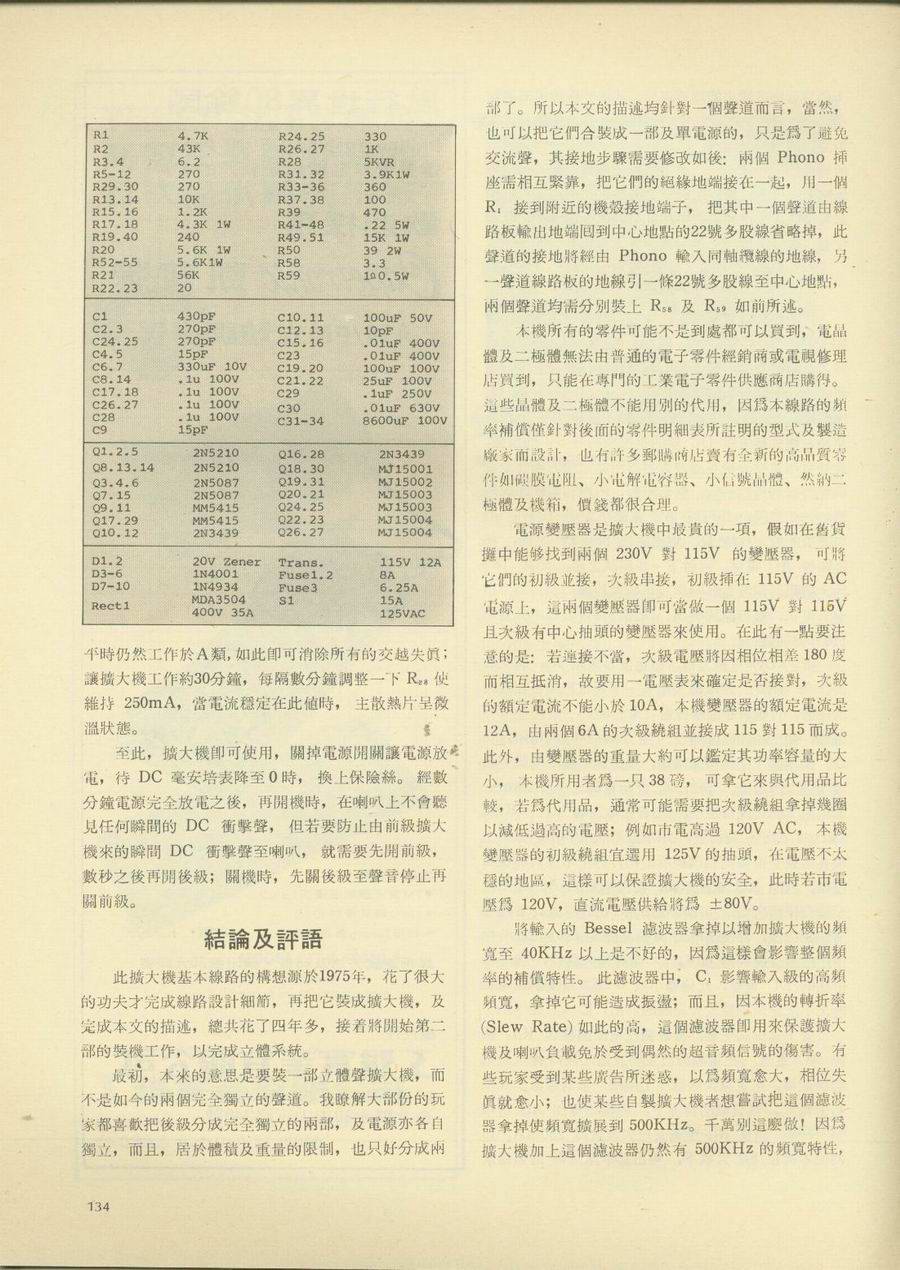 R1 4.7K R24.25 330
R2 43K R26.27 1K
R3.4 6.2 R28 5KVR
R5-12 270 R31.32 3.9K1W
R29.30 270 R33-36 360
R13.14 10K R37.38 100
R15.16 1.2K R39 470
R17.18 4.3K 1W R41-48 .22 5W
R19.40 240 R49.51 15K 1W
R20 5.6K 1W R50 39 2W
R52-55 5.6K1W R58 3.3
R21 56K R59 1Ω0.5W
R22.23 20
C1 430pF C10.11 100uF 50V
C2.3 270pF C12.13 10pF
C24.25 270pF C15.16 .01uF 400V
C4.5 15pF C23 .01uF 400V
C6.7 330uF 10V C19.20 100uF 100V
C8.14 .1u 100V C21.22 25uF 100V
C17.18 .1u 100V C29 .1uF 250V
C26.27 .1u 100V C30 .01uF 630V
C28 .1u 100V C31-34 8600uF 100V
C9 15pF
Q1.2.5 2N5210 Q16.28 2N3439
Q8.13.14 2N5210 Q18.30 MJ15001
Q3.4.6 2N5087 Q19.31 MJ15002
Q7.15 2N5087 Q20.21 MJ15003
Q9.11 MM5415 Q24.25 MJ15003
Q17.29 MM5415 Q22.23 MJ15004
Q10.12 2N3439 Q26.27 MJ15004
D1.2 20V Zener Trans. 115V 12A
D3-6 1N4001 Fuse1.2 8A
D7-10 1N4934 Fuse3 6.25A
Rect1 MDA3504 S1 15A
400V 35A 125VAC
平時仍然工作於A類,如此卽可消除所有的交越失眞；
讓擴大機工作約30分鐘，每隔數分鐘調整一下 R₂₈ 使
維持 250mA，當電流穩定在此値時，主散熱片呈微
溫狀態。
至此，擴大機卽可使用，關掉電源開關讓電源放
電，待 DC 毫安培表降至0時，換上保險絲。經數
分鐘電源完全放電之後，再開機時，在喇叭上不會聽
見任何瞬間的 DC 衝擊聲，但若要防止由前級擴大
機來的瞬間 DC 衝擊聲至喇叭，就需要先開前級，
數秒之後再開後級；關機時，先關後級至聲音停止再
關前級。
結論及評語
此擴大機基本線路的構想源於1975年，花了很大
的功夫才完成線路設計細節，再把它裝成擴大機，及
完成本文的描述，總共花了四年多，接着將開始第二
部的裝機工作，以完成立體系統。
最初，本來的意思是要裝一部立體聲擴大機，而
不是如今的兩個完全獨立的聲道。我瞭解大部份的玩
家都喜歡把後級分成完全獨立的兩部，及電源亦各自
獨立，而且，居於體積及重量的限制，也只好分成兩
部了。所以本文的描述均針對一個聲道而言，當然，
也可以把它們合裝成一部及單電源的，只是爲了避免
交流聲，其接地步驟需要修改如後：兩個 Phono 揷
座需相互緊靠，把它們的絕緣地端接在一起，用一個
R₁ 接到附近的機殼接地端子，把其中一個聲道由線
路板輸出地端囘到中心地點的22號多股線省略掉，此
聲道的接地將經由 Phono 輸入同軸纜線的地線，另
一聲道線路板的地線引一條22號多股線至中心地點，
兩個聲道均需分別裝上 R₅₈ 及 R₅₉ 如前所述。
本機所有的零件可能不是到處都可以買到，電晶
體及二極體無法由普通的電子零件經銷商或電視修理
店買到，只能在專門的工業電子零件供應商店購得。
這些晶體及二極體不能用別的代用，因爲本線路的頻
率補償僅針對後面的零件明細表所註明的型式及製造
廠家而設計，也有許多郵購商店賣有全新的高品質零
件如碳膜電阻、小電解電容器、小信號晶體、然納二
極體及機箱，價錢都很合理。
電源變壓器是擴大機中最貴的一項，假如在舊貨
攤中能够找到兩個 230V 對 115V 的變壓器，可將
它們的初級並接，次級串接，初級揷在 115V 的 AC
電源上，這兩個變壓器卽可當做一個 115V 對 115V
且次級有中心抽頭的變壓器來使用。在此有一點要注
意的是：若連接不當，次級電壓將因相位相差 180 度
而相互抵消，故要用一電壓表來確定是否接對，次級
的額定電流不能小於10A，本機變壓器的額定電流是
12A，由兩個6A的次級繞組並接成115對115而成。
此外，由變壓器的重量大約可以鑑定其功率容量的大
小，本機所用者爲一只38磅，可拿它來與代用品比
較，若爲代用品，通常可能需要把次級繞組拿掉幾圈
以減低過高的電壓；例如市電高過 120V AC，本機
變壓器的初級繞組宜選用 125V的抽頭，在電壓不太
穩的地區，這樣可以保證擴大機的安全，此時若市電
壓爲 120V，直流電壓供給將爲 ±80V。
將輸入的 Bessel 濾波器拿掉以增加擴大機的頻
寬至 40KHz 以上是不好的，因爲這樣會影響整個頻
率的補償特性。此濾波器中，C₁ 影響輸入級的高頻
頻寬，拿掉它可能造成振盪；而且，因本機的轉折率
(Slew Rate)如此的高，這個濾波器卽用來保護擴大
機及喇叭負載免於受到偶然的超音頻信號的傷害。有
些玩家受到某些廣告所迷惑，以爲頻寬愈大，相位失
眞就愈小；也使某些自製擴大機者想嘗試把這個濾波
器拿掉使頻寬擴展到 500KHz。千萬別這麽做！因爲
擴大機加上這個濾波器仍然有 500KHz 的頻寬特性，
134